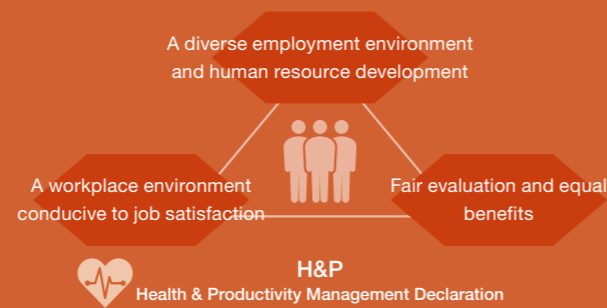 A diverse employment environment
and human resource development
A workplace environment
conducive to job satisfaction
Fair evaluation and equal
benefits
H&P
Health & Productivity Management Declaration